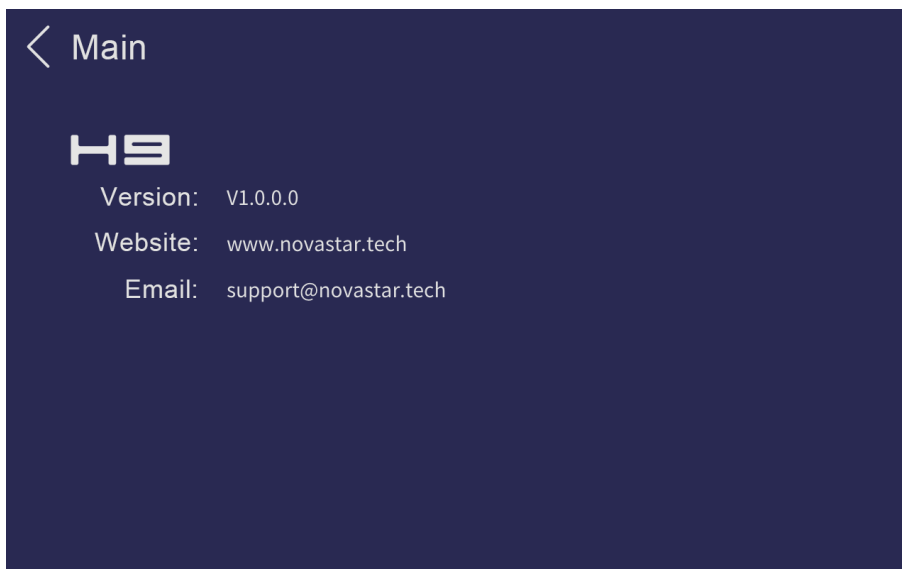 Main
H9
Version: V1.0.0.0
Website: www.novastar.tech
Email: support@novastar.tech